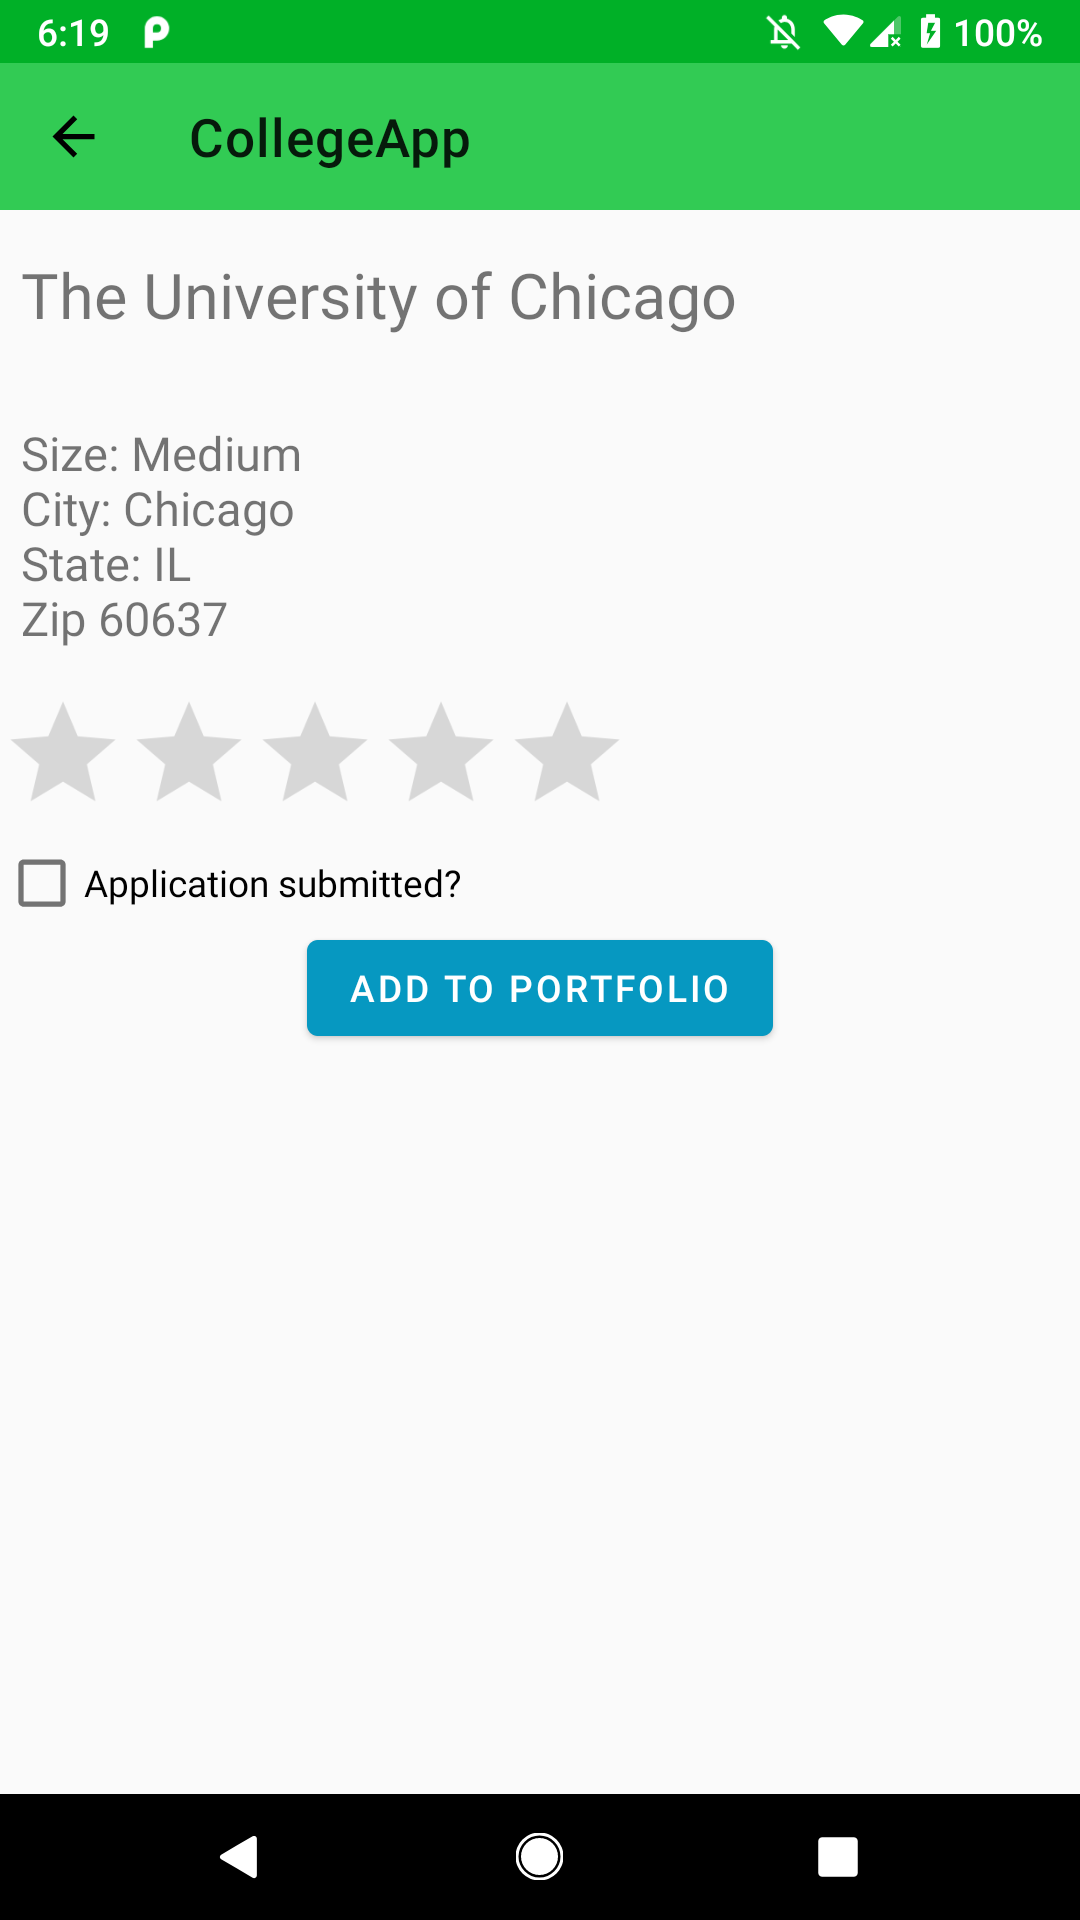 6:19
100%
CollegeApp
The University of Chicago
Size: Medium
City: Chicago
State: IL
Zip 60637
Application submitted?
ADD TO PORTFOLIO